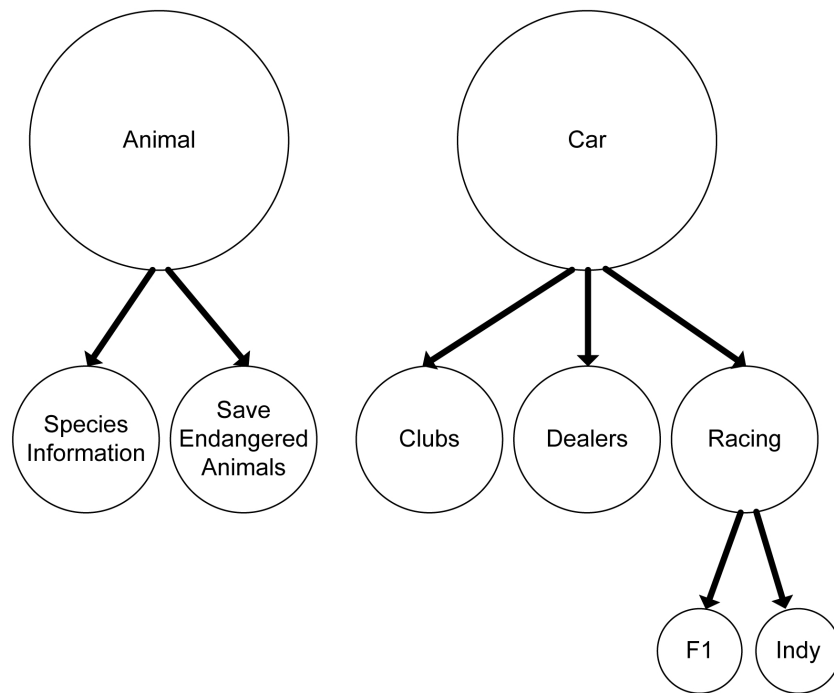 Animal
Car
Species
Information
Save
Endangered
Animals
Clubs
Dealers
Racing
F1
Indy